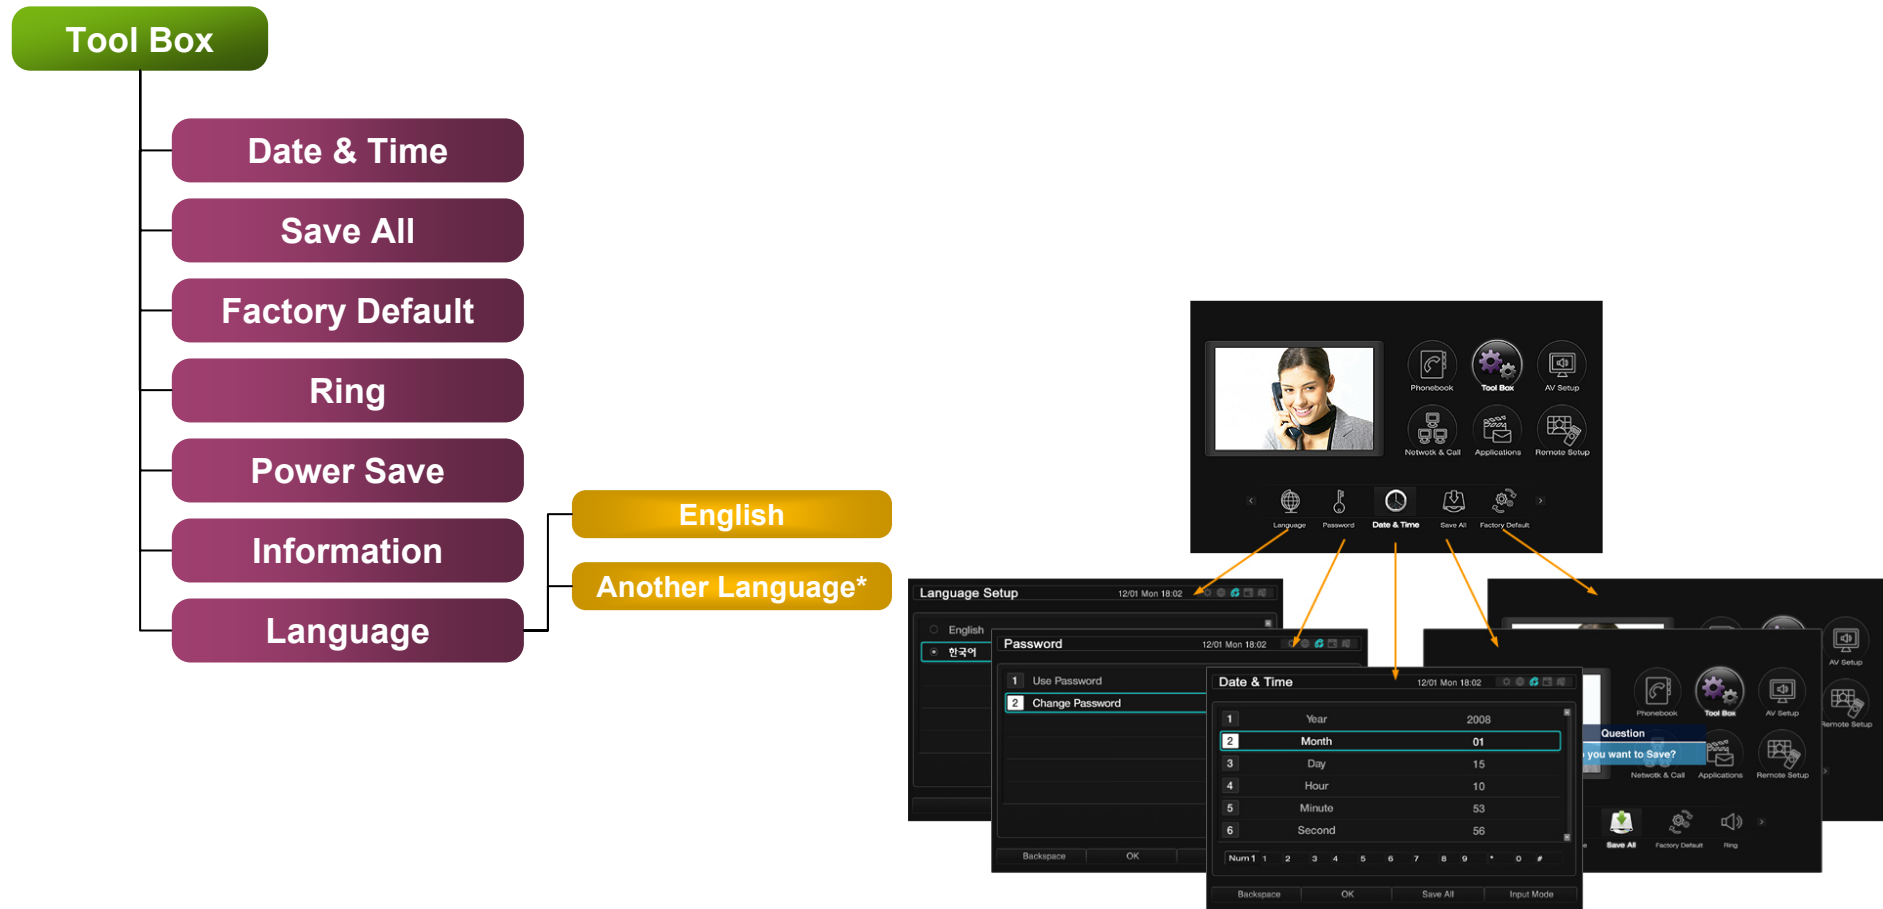 Tool Box
Date & Time
Save All
Factory Default
Ring
Power Save
Information
Language
English
Another Language*
Phonebook
Tool Box
AV Setup
Netwotk & Call
Applications
Remote Setup
Language
Password
Date & Time
Save All
Factory Default
Language Setup
12/01 Mon 18:02
English
한국어
Password
12/01 Mon 18:02
1 Use Password
2 Change Password
Backspace OK
Date & Time
12/01 Mon 18:02
1 Year 2008
2 Month 01
3 Day 15
4 Hour 10
5 Minute 53
6 Second 56
Num 1 1 2 3 4 5 6 7 8 9 * 0 #
Backspace OK Save All Input Mode
AV Setup
Remote Setup
Phonebook
Tool Box
AV Setup
Question
you want to Save?
Netwotk & Call
Applications
Remote Setup
Save All
Factory Default
Ring